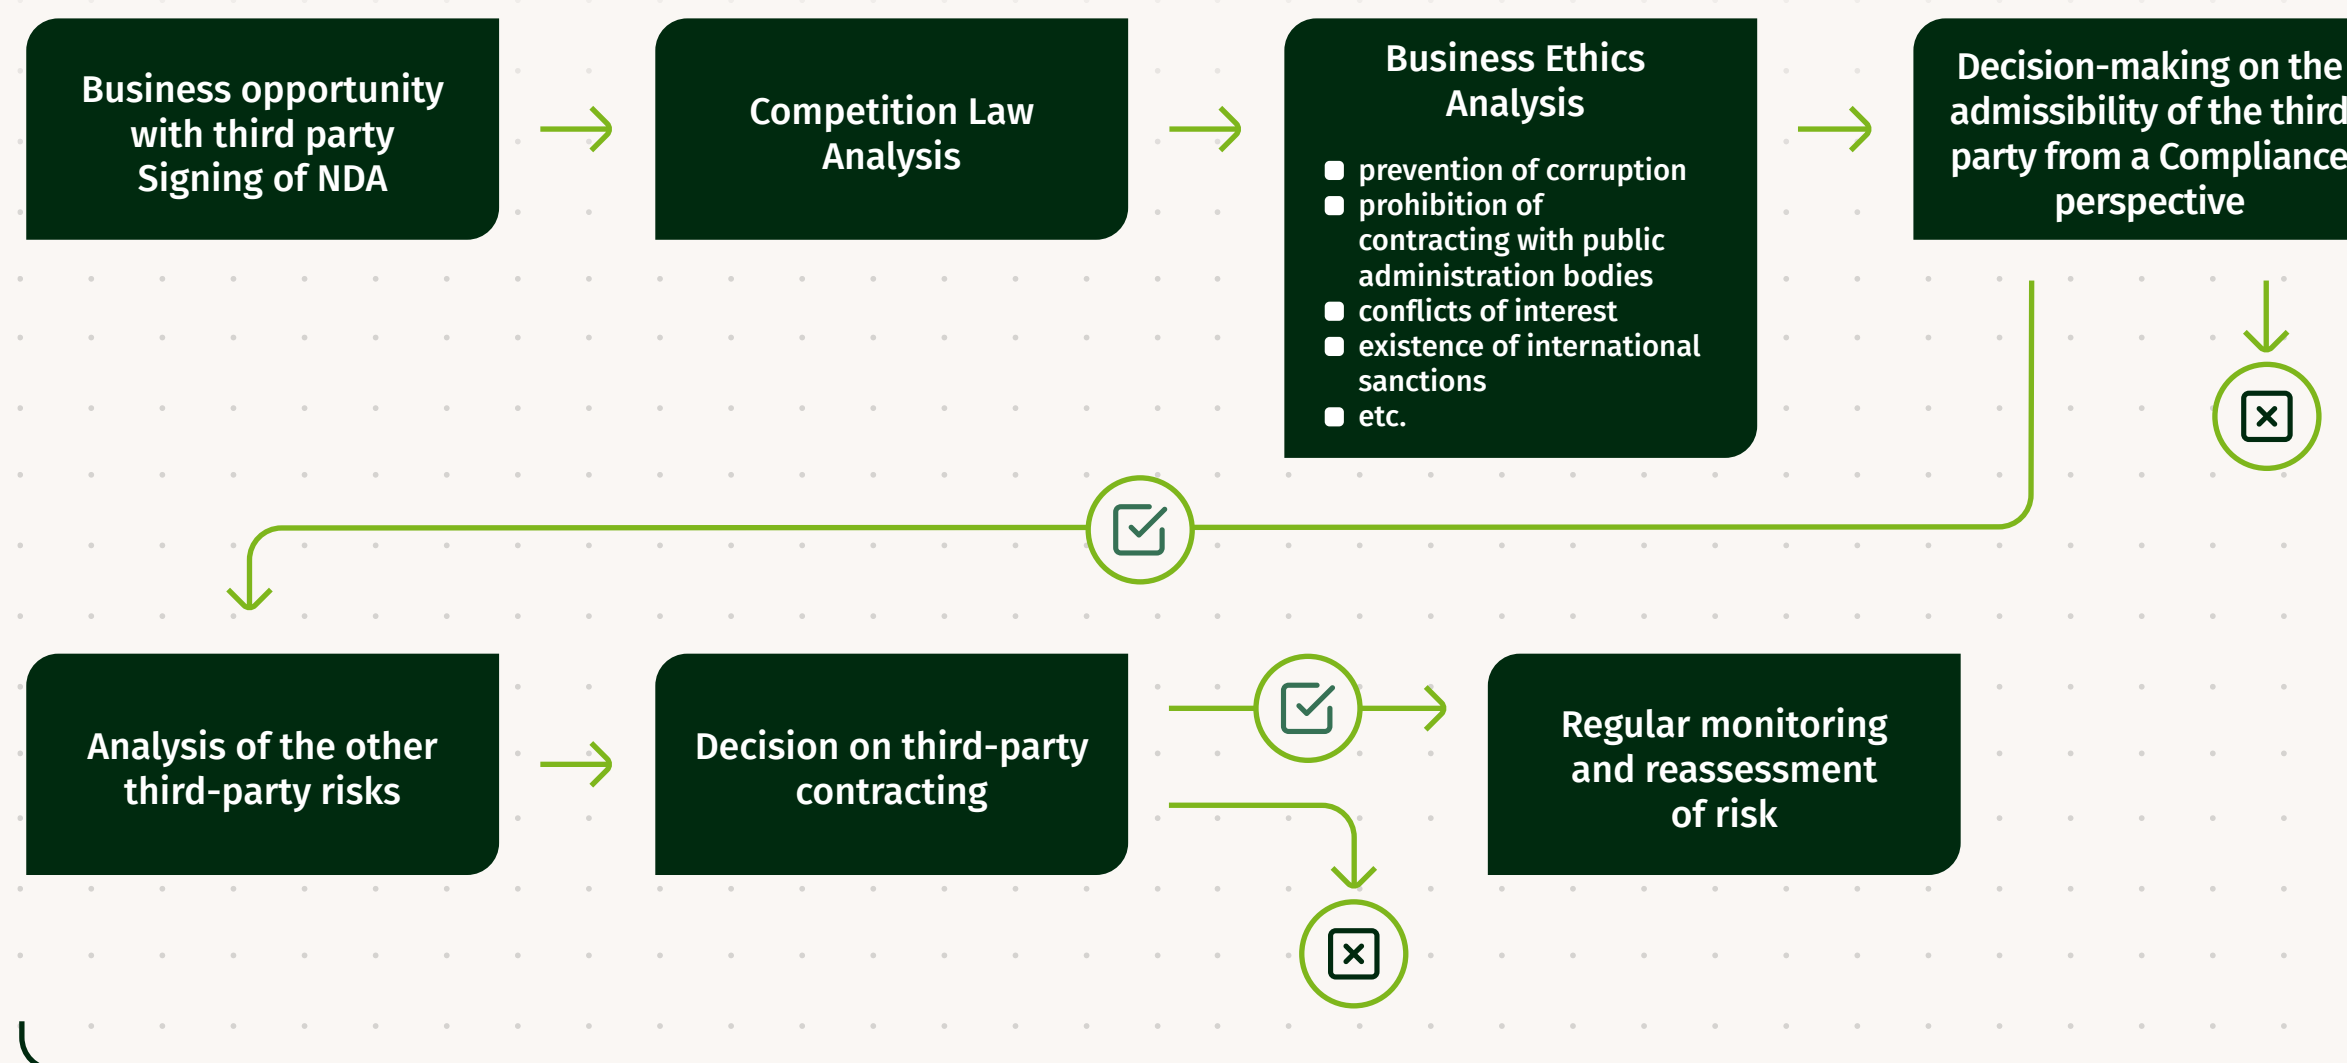 Business opportunity
with third party
Signing of NDA
Competition Law
Analysis
Business Ethics
Analysis
prevention of corruption
prohibition of
contracting with public
administration bodies
conflicts of interest
existence of international
sanctions
etc.
Decision-making on the
admissibility of the third
party from a Compliance
perspective
Analysis of the other
third-party risks
Decision on third-party
contracting
Regular monitoring
and reassessment
of risk